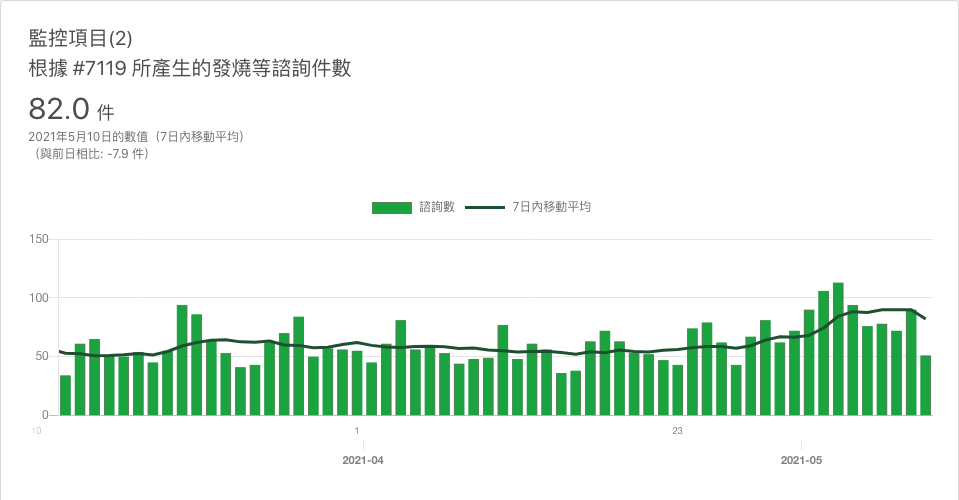 監控項目(2)
根據 #7119 所產生的發燒等諮詢件數
82.0 件
2021年5月10日的數值（7日內移動平均）
（與前日相比: -7.9 件）
諮詢數 7日內移動平均
150
100
50
0
10 1 23
2021-04 2021-05